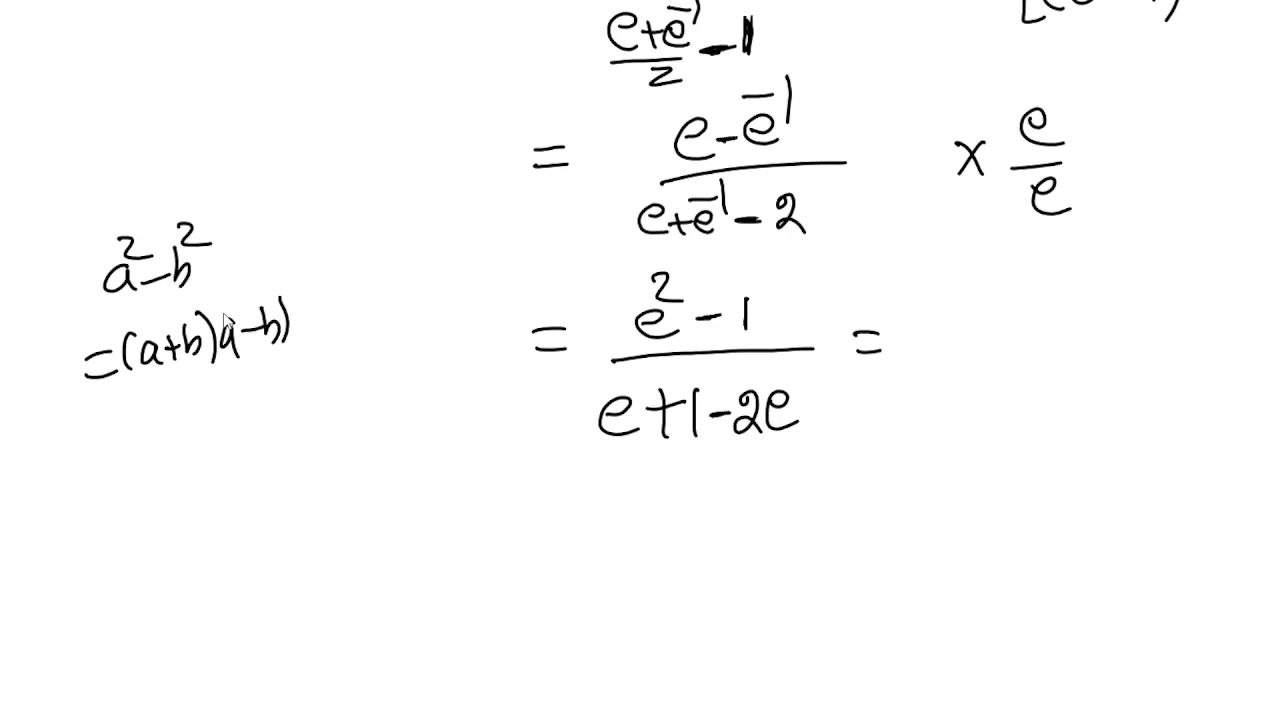 e+e⁻¹/2 - 1
= e-e⁻¹/e+e⁻¹-2 × e/e
a²-b²
=(a+b)a-b)
= e²-1/e+1-2e =